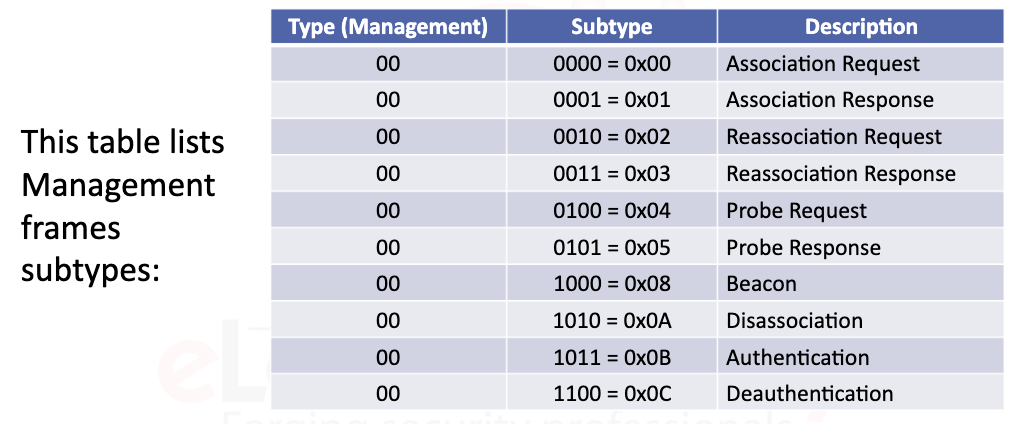 This table lists
Management
frames
subtypes:
Type (Management) Subtype Description
00 0000 = 0x00 Association Request
00 0001 = 0x01 Association Response
00 0010 = 0x02 Reassociation Request
00 0011 = 0x03 Reassociation Response
00 0100 = 0x04 Probe Request
00 0101 = 0x05 Probe Response
00 1000 = 0x08 Beacon
00 1010 = 0x0A Disassociation
00 1011 = 0x0B Authentication
00 1100 = 0x0C Deauthentication
Forging security professionals